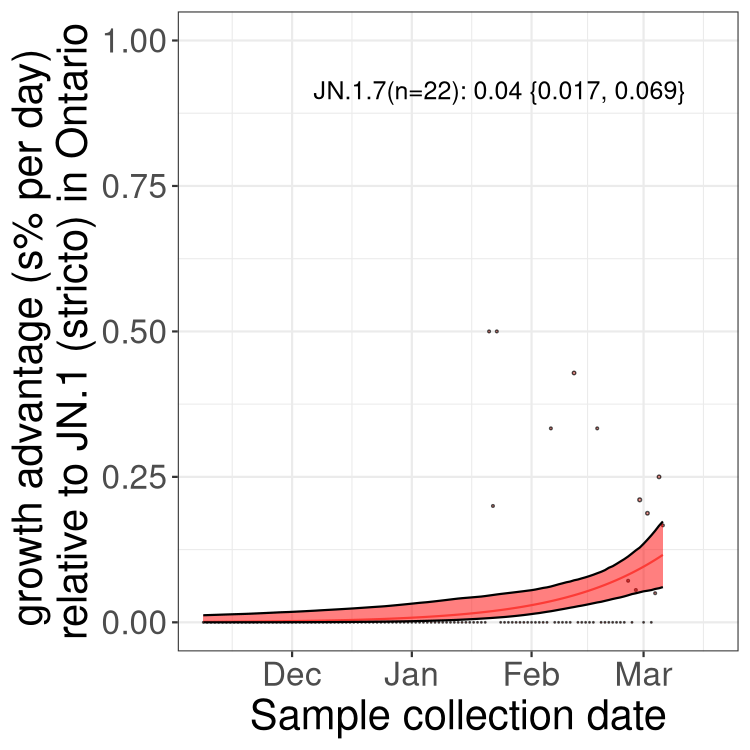 growth advantage (s% per day)
relative to JN.1 (stricto) in Ontario
1.00
0.75
0.50
0.25
0.00
JN.1.7(n=22): 0.04 {0.017, 0.069}
Dec Jan Feb Mar
Sample collection date